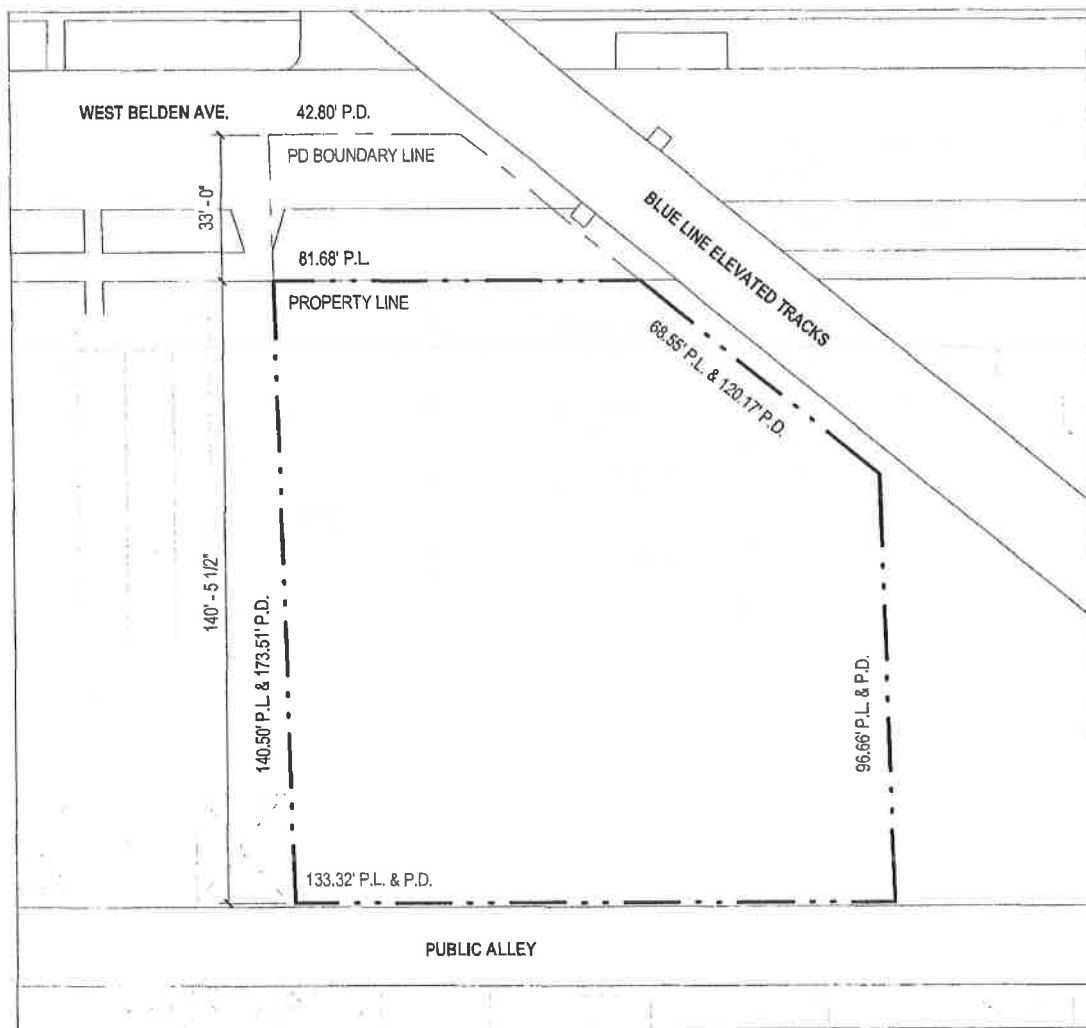 WEST BELDEN AVE.
42.80' P.D.
PD BOUNDARY LINE
33' - 0"
BLUE LINE ELEVATED TRACKS
81.68' P.L.
PROPERTY LINE
68.55' P.L. & 120.17' P.D.
140' - 5 1/2"
140.50' P.L. & 173.51' P.D.
96.66' P.L. & P.D.
133.32' P.L. & P.D.
PUBLIC ALLEY